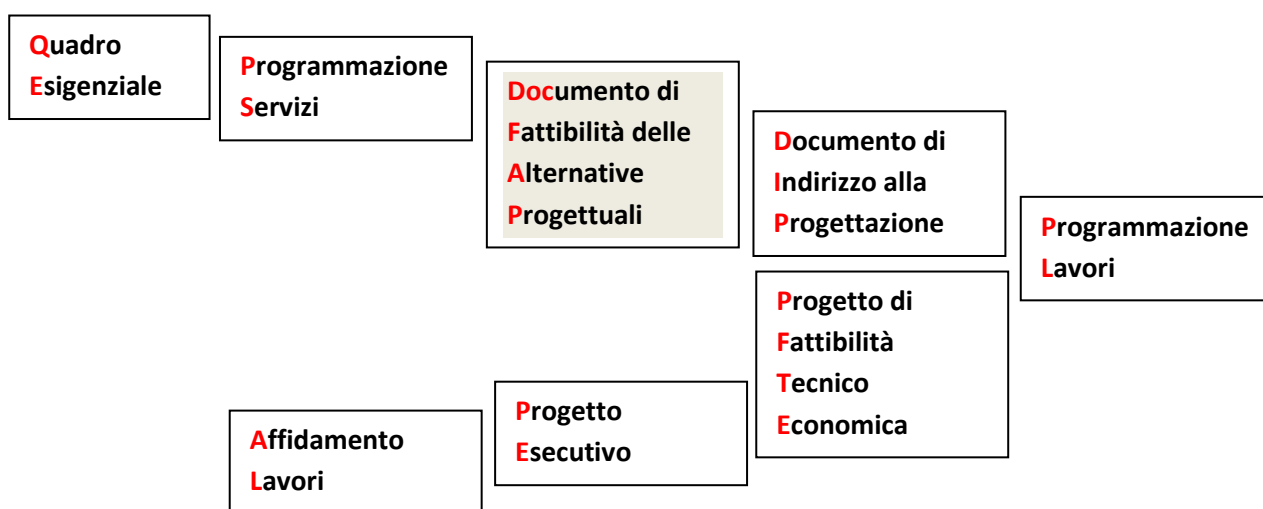 Quadro
Esigenziale
Programmazione
Servizi
Documento di
Fattibilità delle
Alternative
Progettuali
Documento di
Indirizzo alla
Progettazione
Programmazione
Lavori
Progetto di
Fattibilità
Tecnico
Economica
Progetto
Esecutivo
Affidamento
Lavori